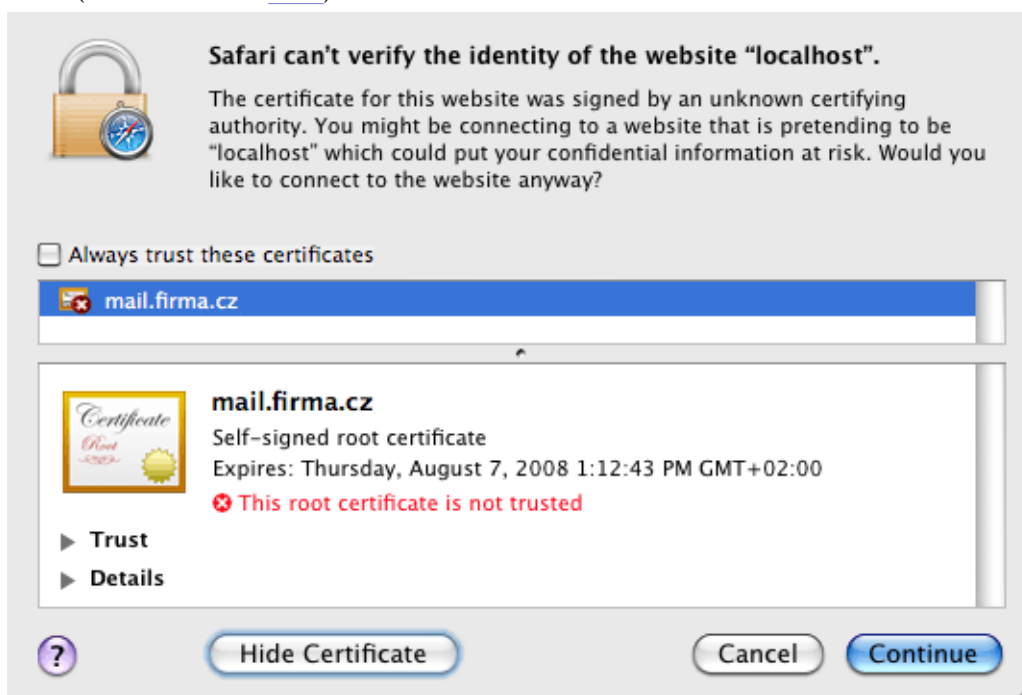 Safari can't verify the identity of the website “localhost”.
The certificate for this website was signed by an unknown certifying
authority. You might be connecting to a website that is pretending to be
“localhost” which could put your confidential information at risk. Would you
like to connect to the website anyway?
Always trust these certificates
mail.firma.cz
Certificate
Root
mail.firma.cz
Self-signed root certificate
Expires: Thursday, August 7, 2008 1:12:43 PM GMT+02:00
This root certificate is not trusted
Trust
Details
?
Hide Certificate
Cancel
Continue